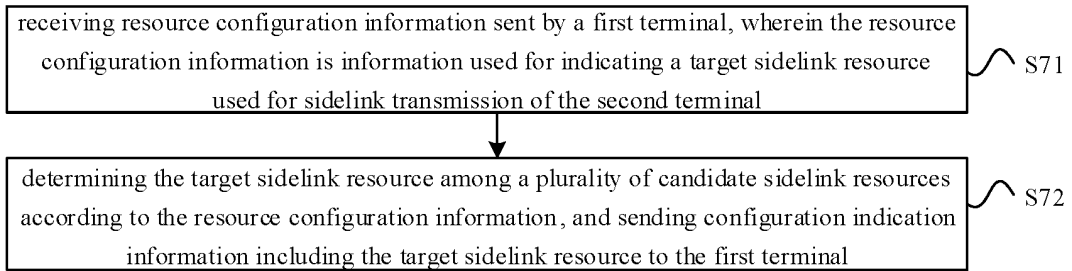 receiving resource configuration information sent by a first terminal, wherein the resource
configuration information is information used for indicating a target sidelink resource
used for sidelink transmission of the second terminal
S71
determining the target sidelink resource among a plurality of candidate sidelink resources
according to the resource configuration information, and sending configuration indication
information including the target sidelink resource to the first terminal
S72